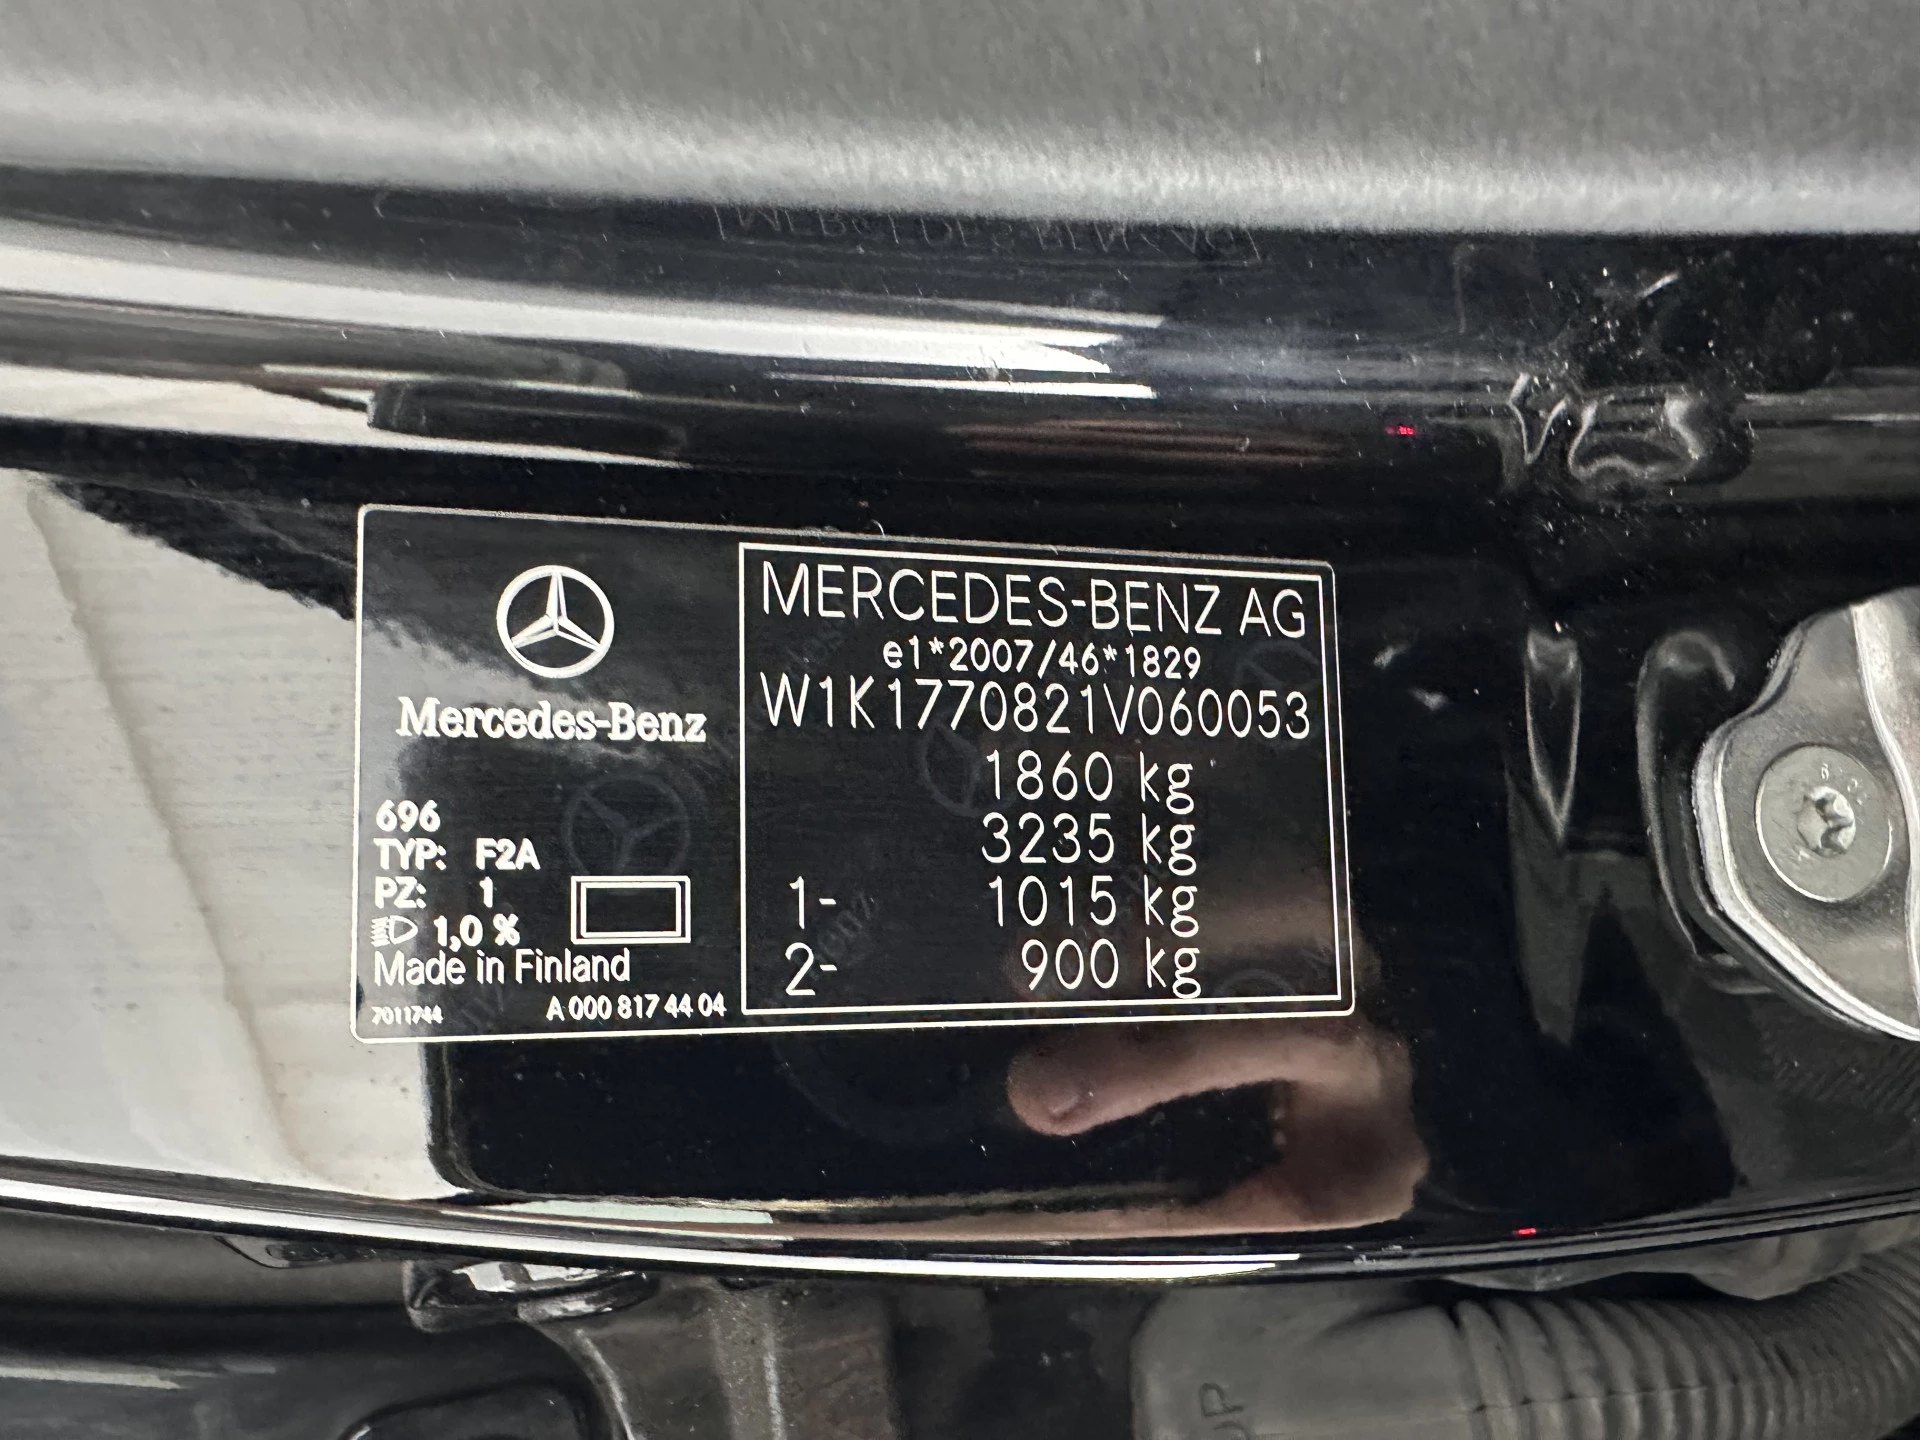 MERCEDES-BENZ AG
e1*2007/46*1829
W1K1770821V060053
1860 kg
3235 kg
1- 1015 kg
2- 900 kg
Mercedes-Benz
696
TYP: F2A
PZ: 1
1,0 %
Made in Finland
7011744
A 000 817 44 04